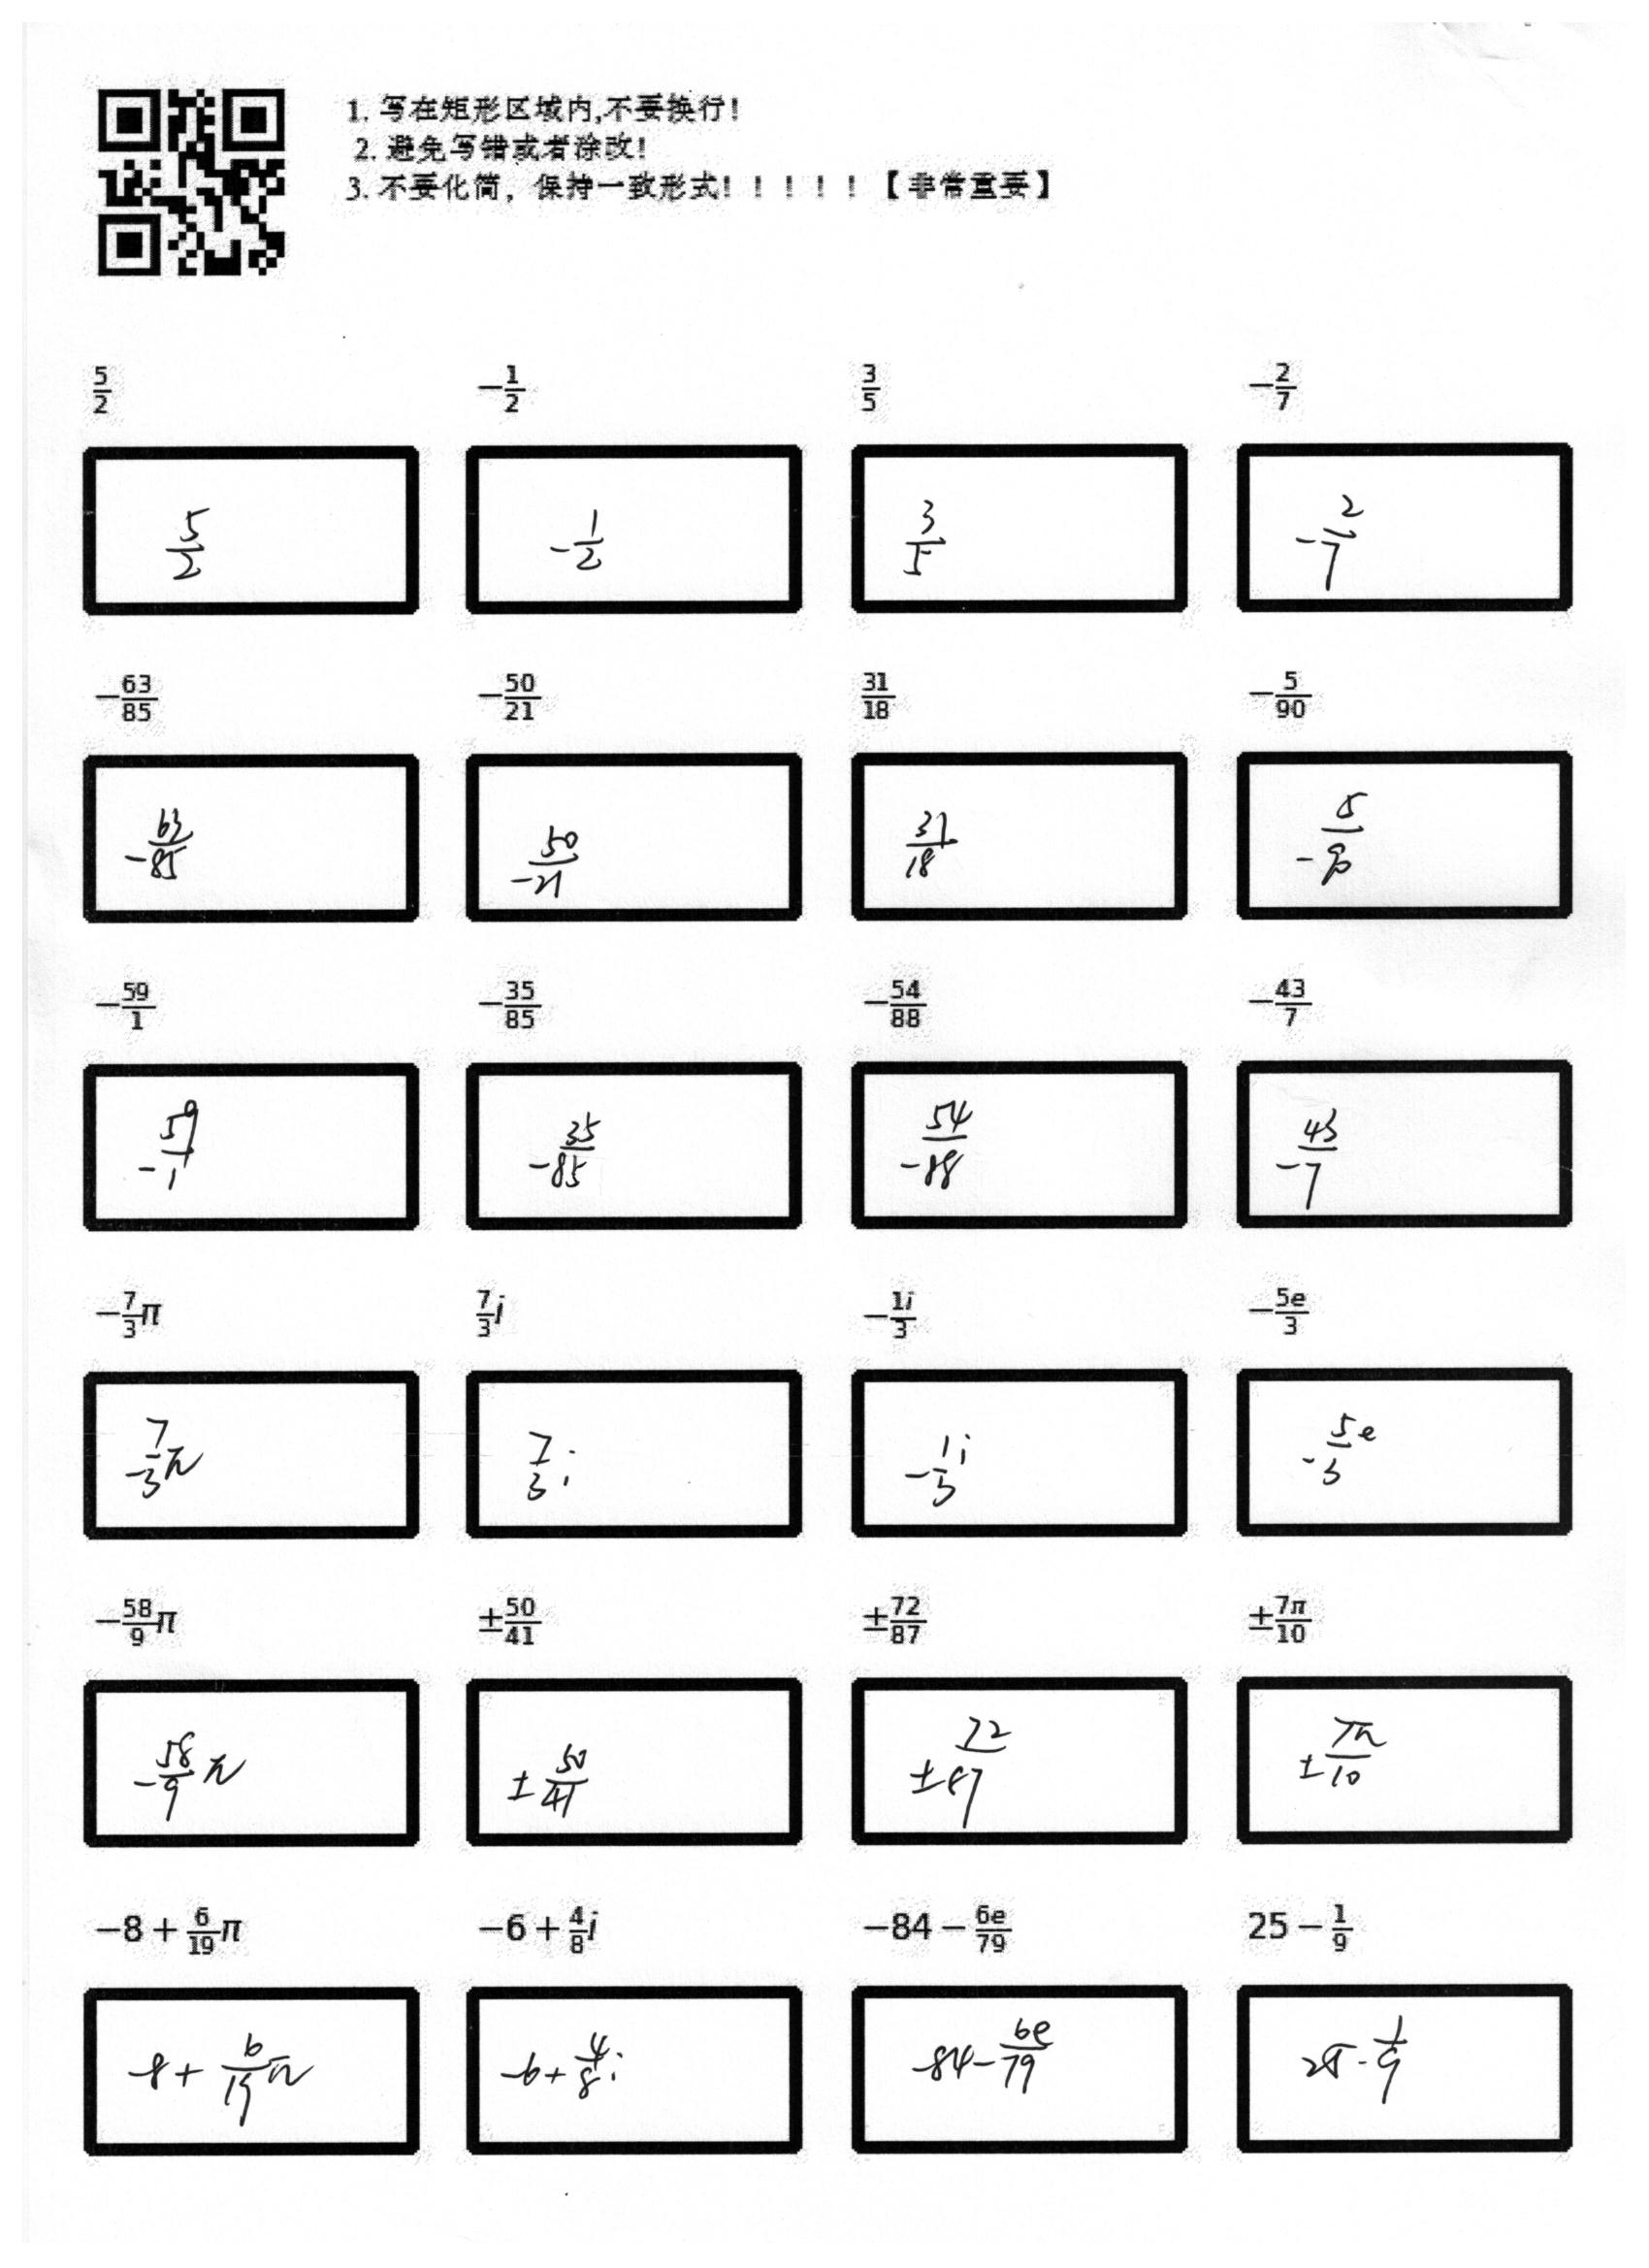 1. 写在矩形区域内,不要换行!
2. 避免写错或者涂改!
3. 不要化简，保持一致形式！！！！！【非常重要】
5/2 -1/2 3/5 -2/7
5/2 -1/2 3/5 -2/7
-63/85 -50/21 31/18 -5/90
-63/85 -50/21 31/18 -5/90
-59/1 -35/85 -54/88 -43/7
-59/1 -35/85 -54/88 -43/7
-7/3π 7/3i -1i/3 -5e/3
-7/3π 7/3i -1i/3 -5e/3
-58/9π ±50/41 ±72/87 ±7π/10
-58/9π ±50/41 ±72/87 ±7π/10
-8+6/19π -6+4/8i -84-6e/79 25-1/9
-8+6/19π -6+4/8i -84-6e/79 25-1/9